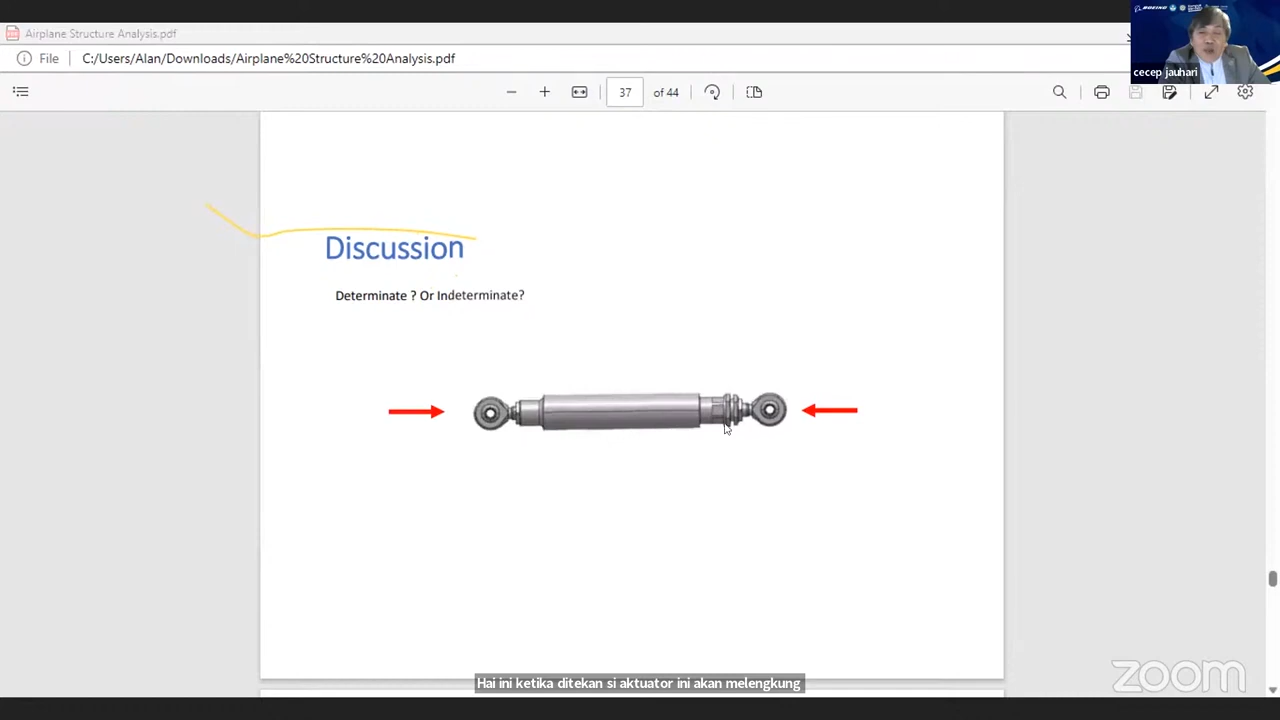 Airplane Structure Analysis.pdf
BOEING
cecep jauhari
File
C:/Users/Alan/Downloads/Airplane%20Structure%20Analysis.pdf
37 of 44
Discussion
Determinate ? Or Indeterminate?
Hai ini ketika ditekan si aktuator ini akan melengkung
zoom